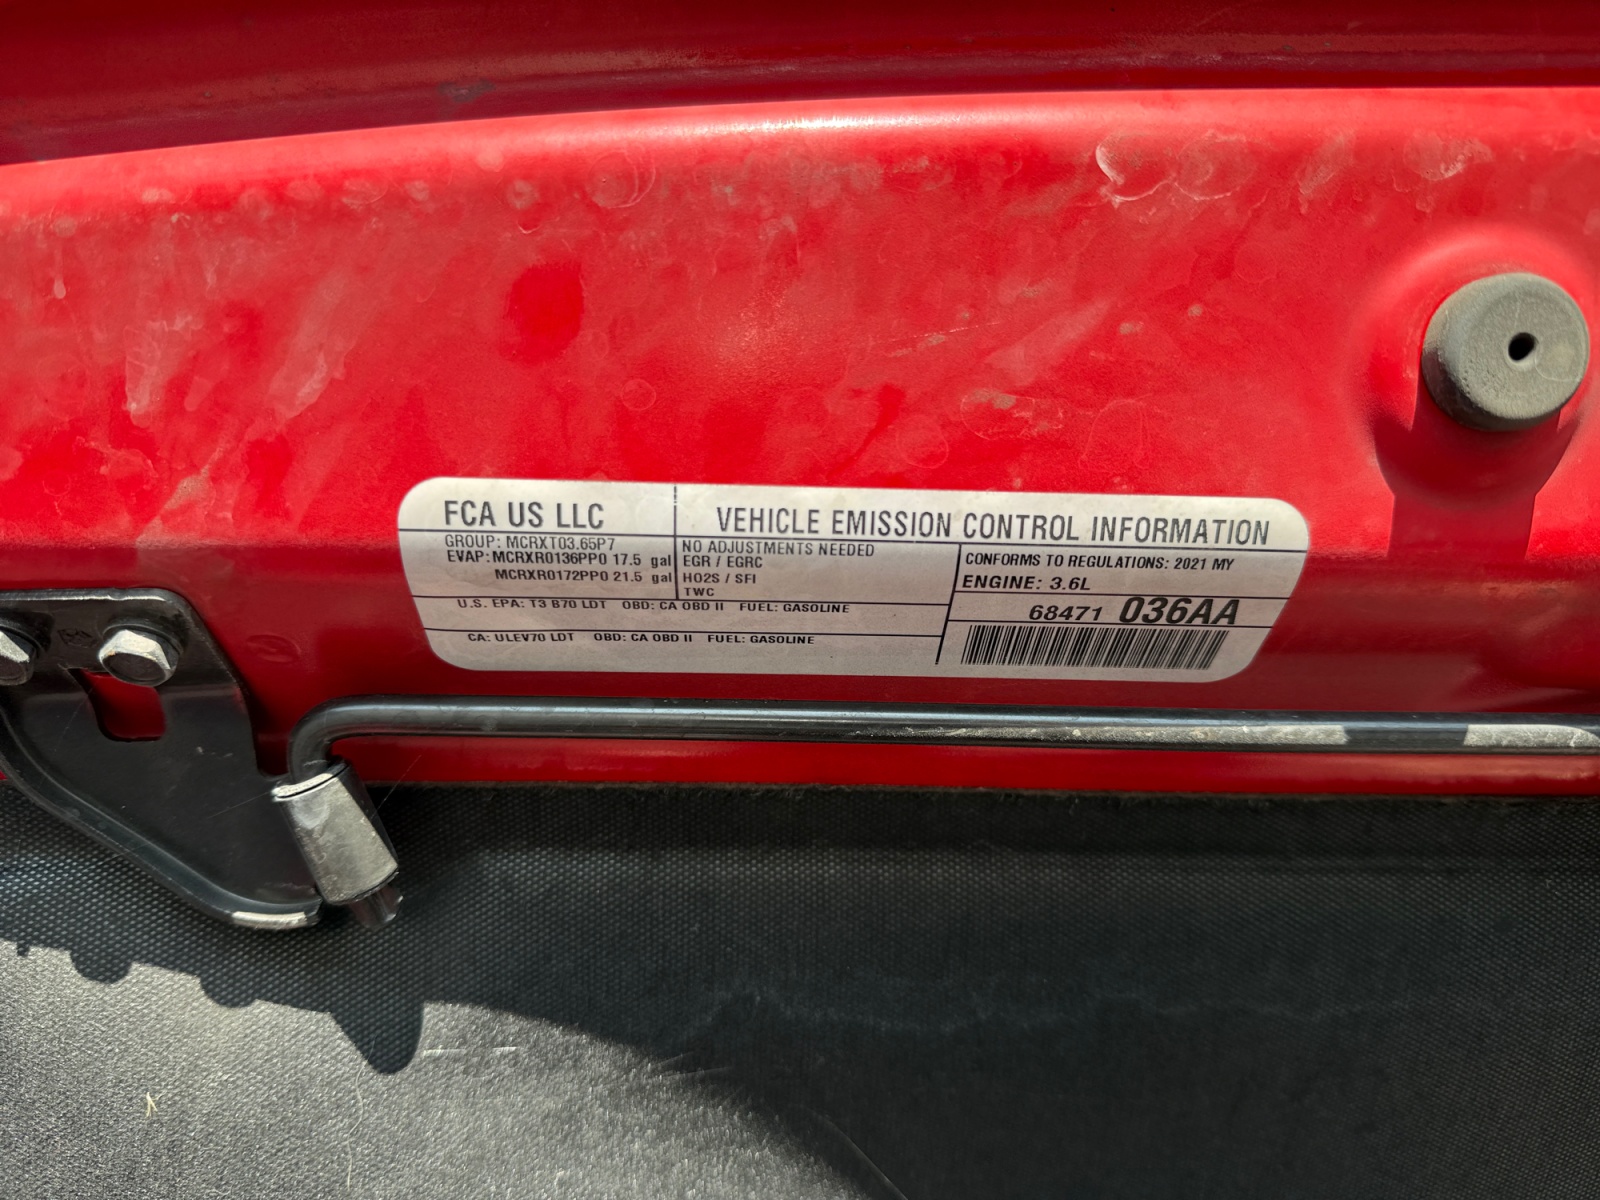 FCA US LLC
VEHICLE EMISSION CONTROL INFORMATION
GROUP: MCRXT03.65P7
EVAP: MCRXR0136PP0 17.5 gal
MCRXR0172PP0 21.5 gal
NO ADJUSTMENTS NEEDED
EGR / EGRC
HO2S / SFI
TWC
CONFORMS TO REGULATIONS: 2021 MY
ENGINE: 3.6L
68471 036AA
U.S. EPA: T3 B70 LDT OBD: CA OBD II FUEL: GASOLINE
CA: ULEV70 LDT OBD: CA OBD II FUEL: GASOLINE